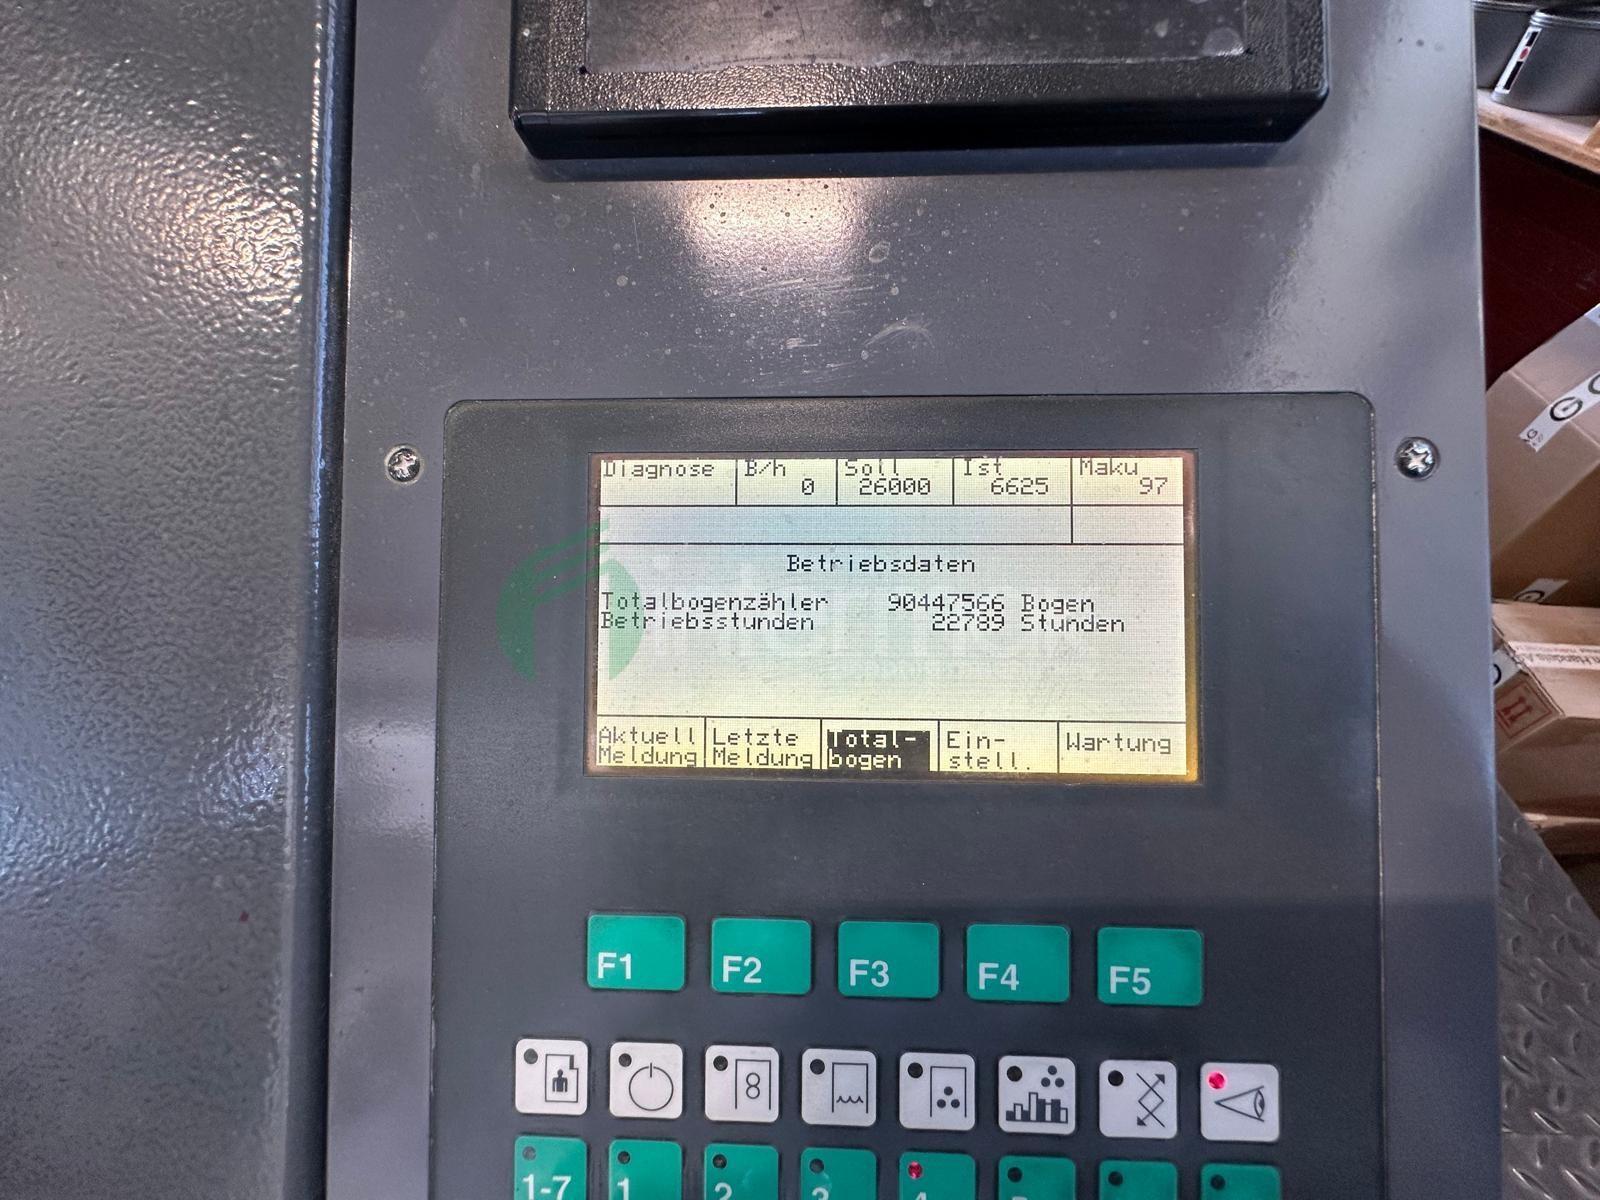 Diagnose B/h Soll Ist Maku
0 26000 6625 97
Betriebsdaten
Totalbogenzähler 90447566 Bogen
Betriebsstunden 22789 Stunden
Aktuell Letzte Total- Ein- Wartung
Meldung Meldung bogen stell.
F1 F2 F3 F4 F5
8
1-7 1 2 3 4